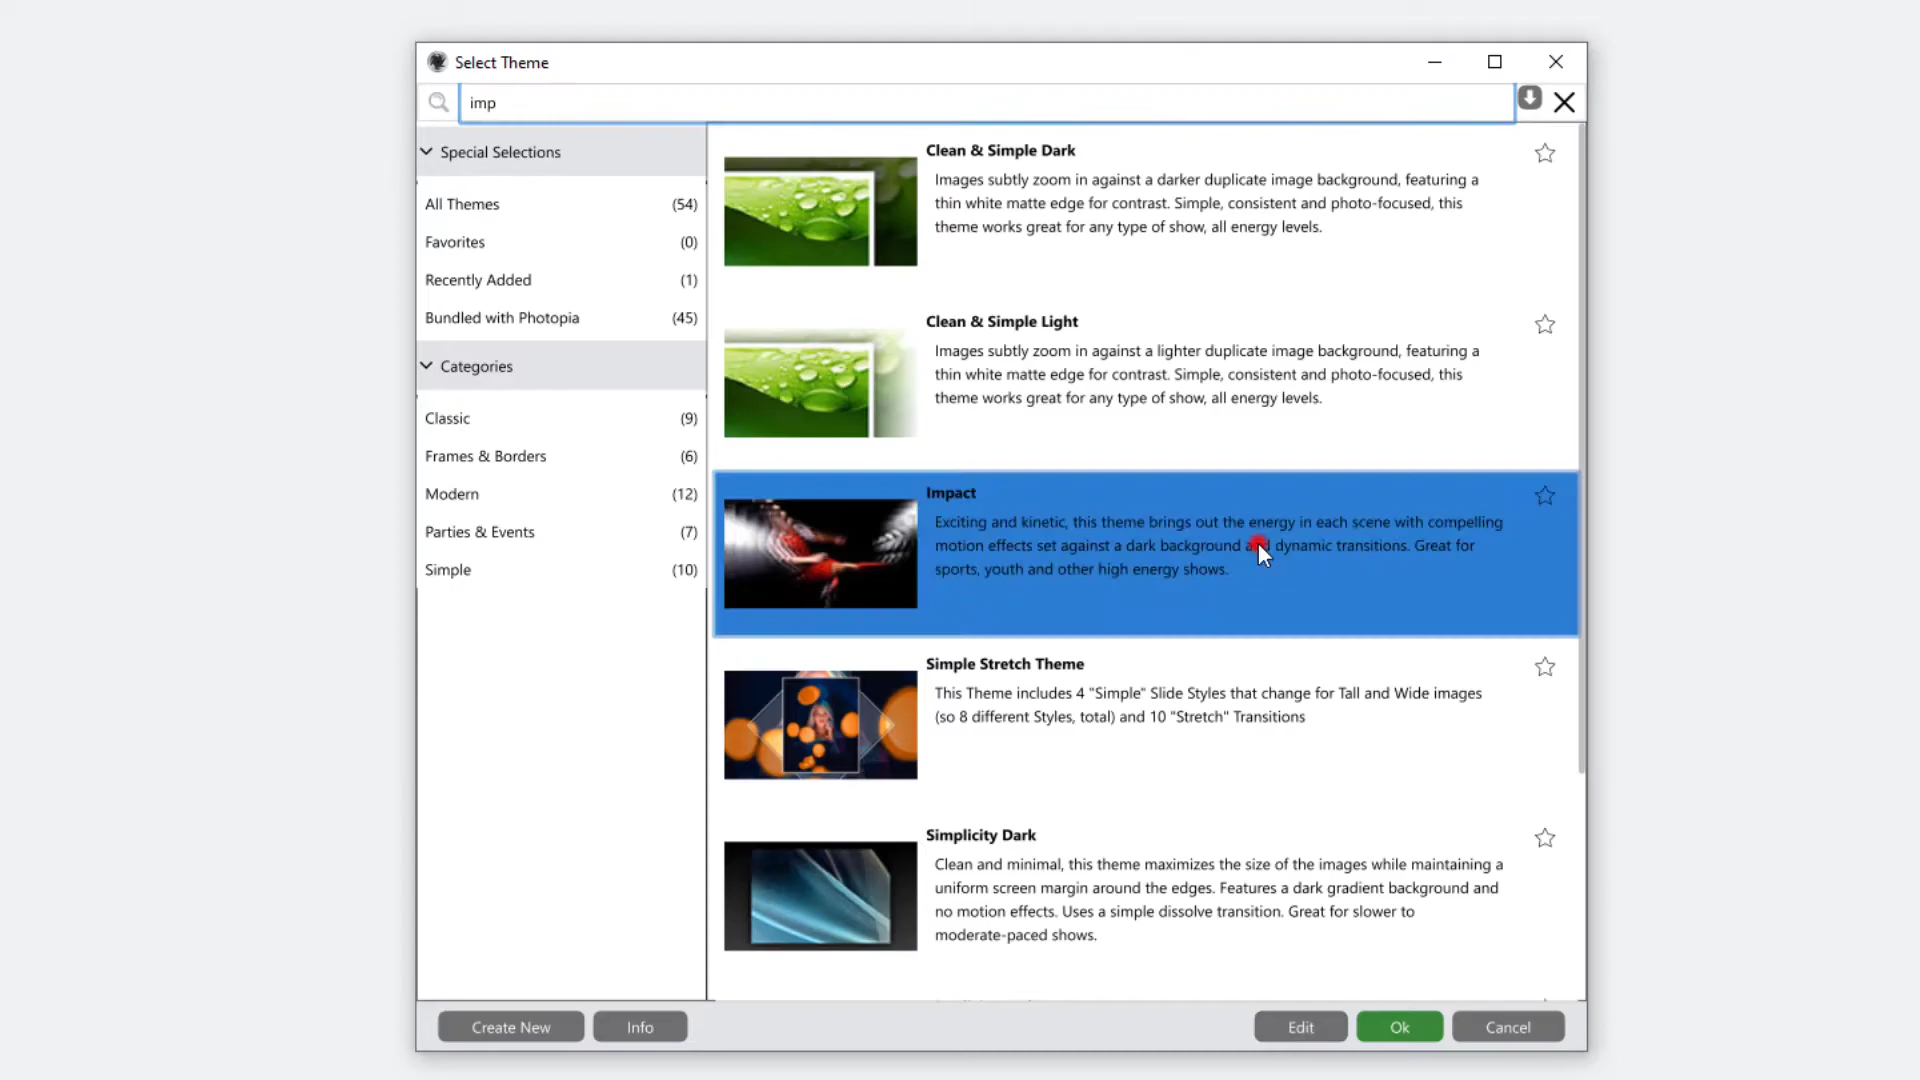 Select Theme
imp
Special Selections
All Themes (54)
Favorites (0)
Recently Added (1)
Bundled with Photopia (45)
Categories
Classic (9)
Frames & Borders (6)
Modern (12)
Parties & Events (7)
Simple (10)
Clean & Simple Dark
Images subtly zoom in against a darker duplicate image background, featuring a
thin white matte edge for contrast. Simple, consistent and photo-focused, this
theme works great for any type of show, all energy levels.
Clean & Simple Light
Images subtly zoom in against a lighter duplicate image background, featuring a
thin white matte edge for contrast. Simple, consistent and photo-focused, this
theme works great for any type of show, all energy levels.
Impact
Exciting and kinetic, this theme brings out the energy in each scene with compelling
motion effects set against a dark background and dynamic transitions. Great for
sports, youth and other high energy shows.
Simple Stretch Theme
This Theme includes 4 "Simple" Slide Styles that change for Tall and Wide images
(so 8 different Styles, total) and 10 "Stretch" Transitions
Simplicity Dark
Clean and minimal, this theme maximizes the size of the images while maintaining a
uniform screen margin around the edges. Features a dark gradient background and
no motion effects. Uses a simple dissolve transition. Great for slower to
moderate-paced shows.
Create New Info Edit Ok Cancel